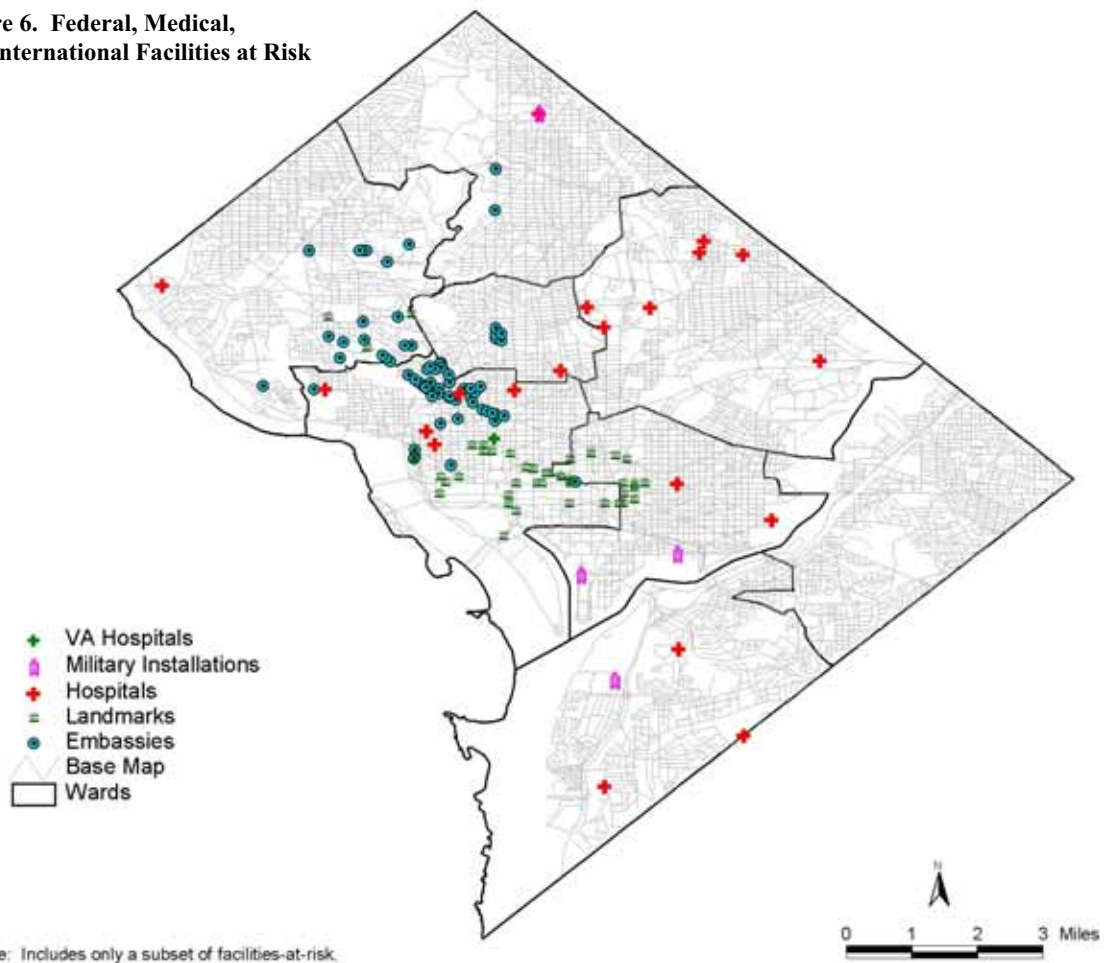 re 6. Federal, Medical,
nternational Facilities at Risk
VA Hospitals
Military Installations
Hospitals
Landmarks
Embassies
Base Map
Wards
N
0 1 2 3 Miles
e: Includes only a subset of facilities-at-risk.